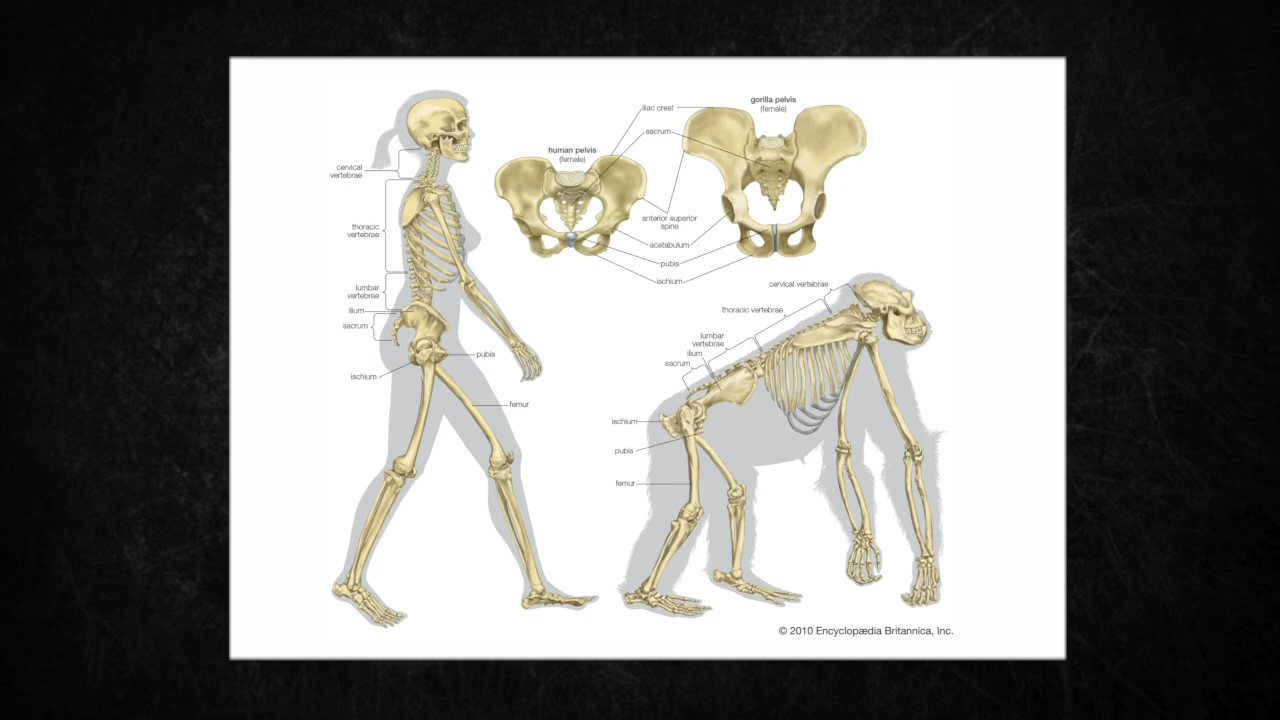 gorilla pelvis
(female)
iliac crest
sacrum
human pelvis
(female)
cervical
vertebrae
anterior superior
spine
thoracic
vertebrae
acetabulum
pubis
ischium
cervical vertebrae
lumbar
vertebrae
thoracic vertebrae
ilium
sacrum
lumbar
vertebrae
ilium
pubis
sacrum
ischium
femur
ischium
pubis
femur
© 2010 Encyclopædia Britannica, Inc.